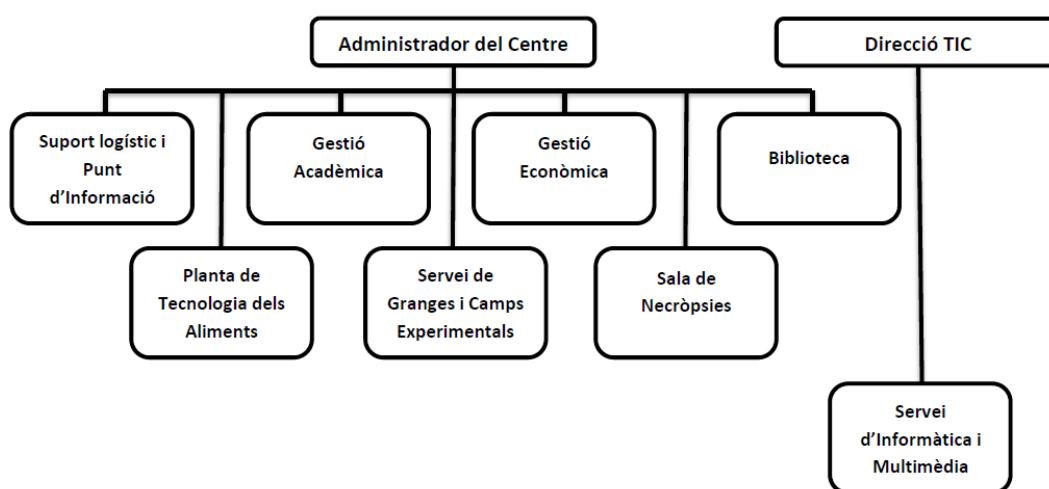 Administrador del Centre
Direcció TIC
Suport logístic i
Punt
d’Informació
Gestió
Acadèmica
Gestió
Econòmica
Biblioteca
Planta de
Tecnologia dels
Aliments
Servei de
Granges i Camps
Experimentals
Sala de
Necròpsies
Servei
d’Informàtica i
Multimèdia